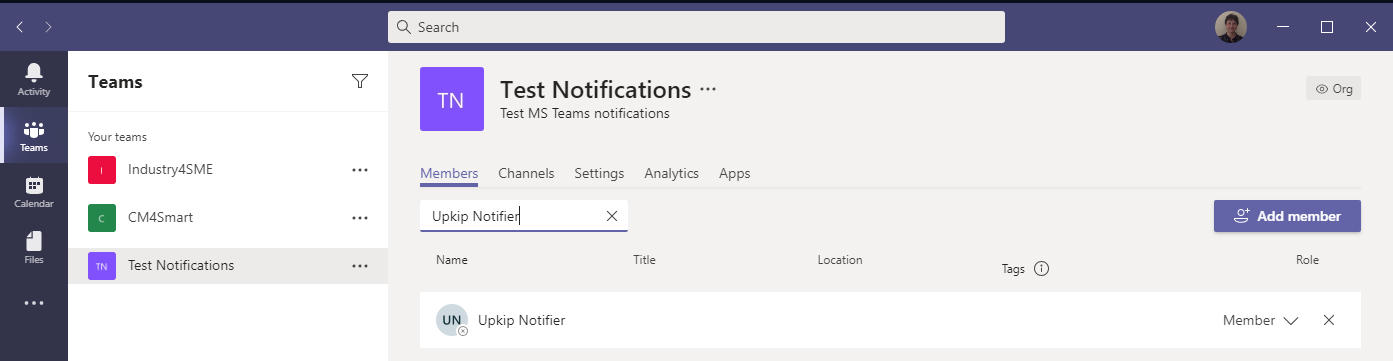 Search
Activity
Teams
Calendar
Files
Teams
Your teams
I
Industry4SME
C
CM4Smart
TN
Test Notifications
TN
Test Notifications
Test MS Teams notifications
Org
Members Channels Settings Analytics Apps
Upkip Notifier
Add member
Name Title Location Tags Role
UN
Upkip Notifier
Member